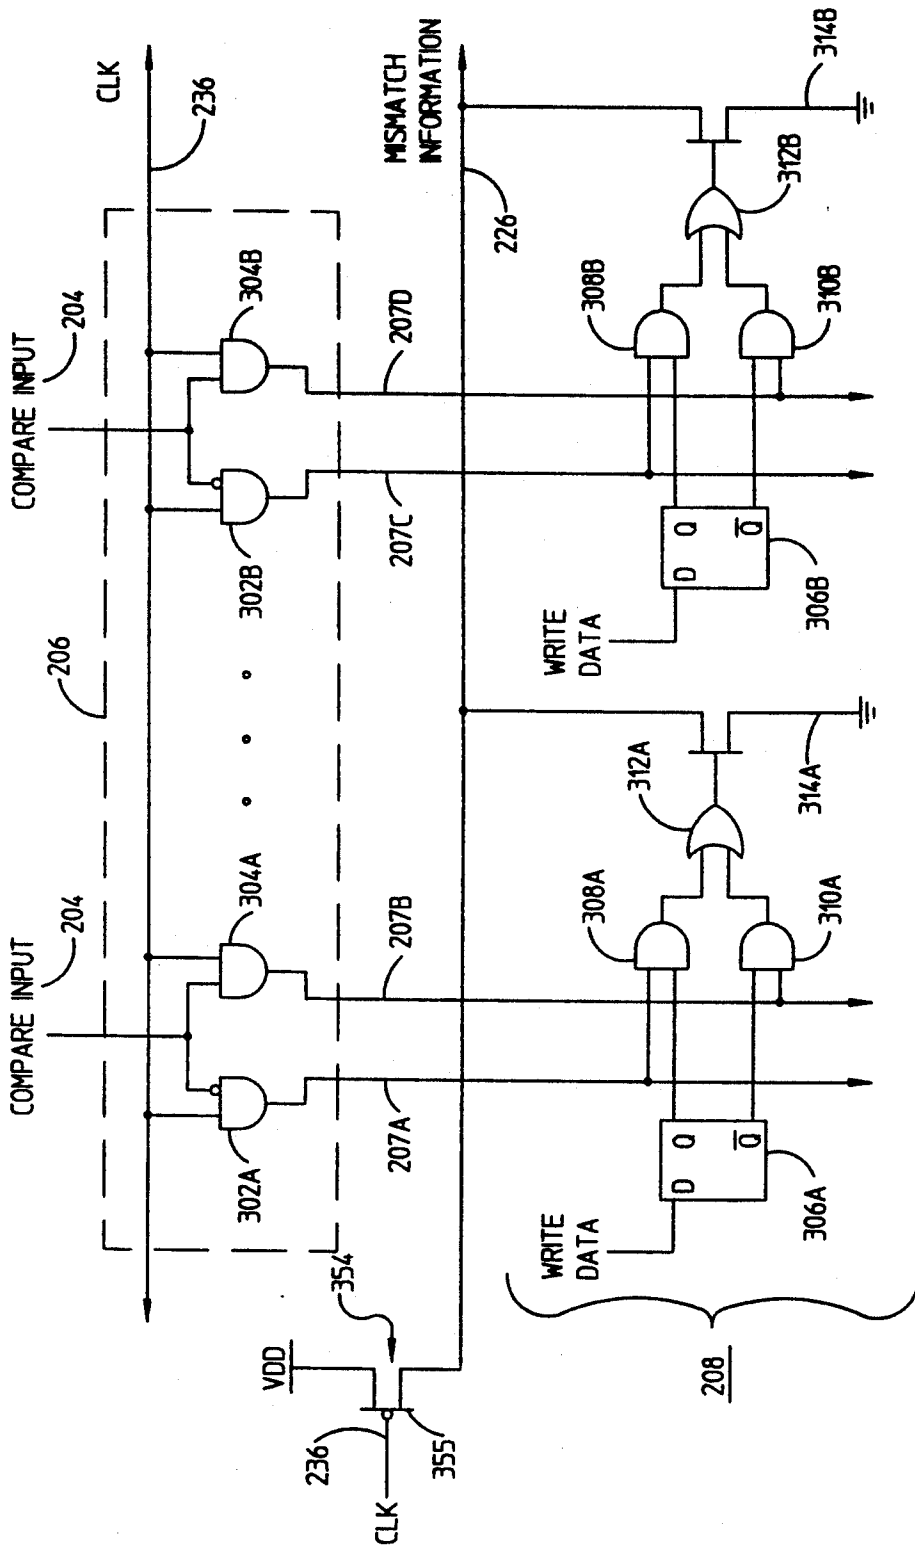 COMPARE INPUT
204
COMPARE INPUT
204
206
CLK
236
302A
304A
302B
304B
354
VDD
236
CLK
355
207A
207B
207C
207D
MISMATCH
INFORMATION
226
WRITE
DATA
D
Q
Q̅
306A
308A
310A
312A
314A
WRITE
DATA
D
Q
Q̅
306B
308B
310B
312B
314B
208